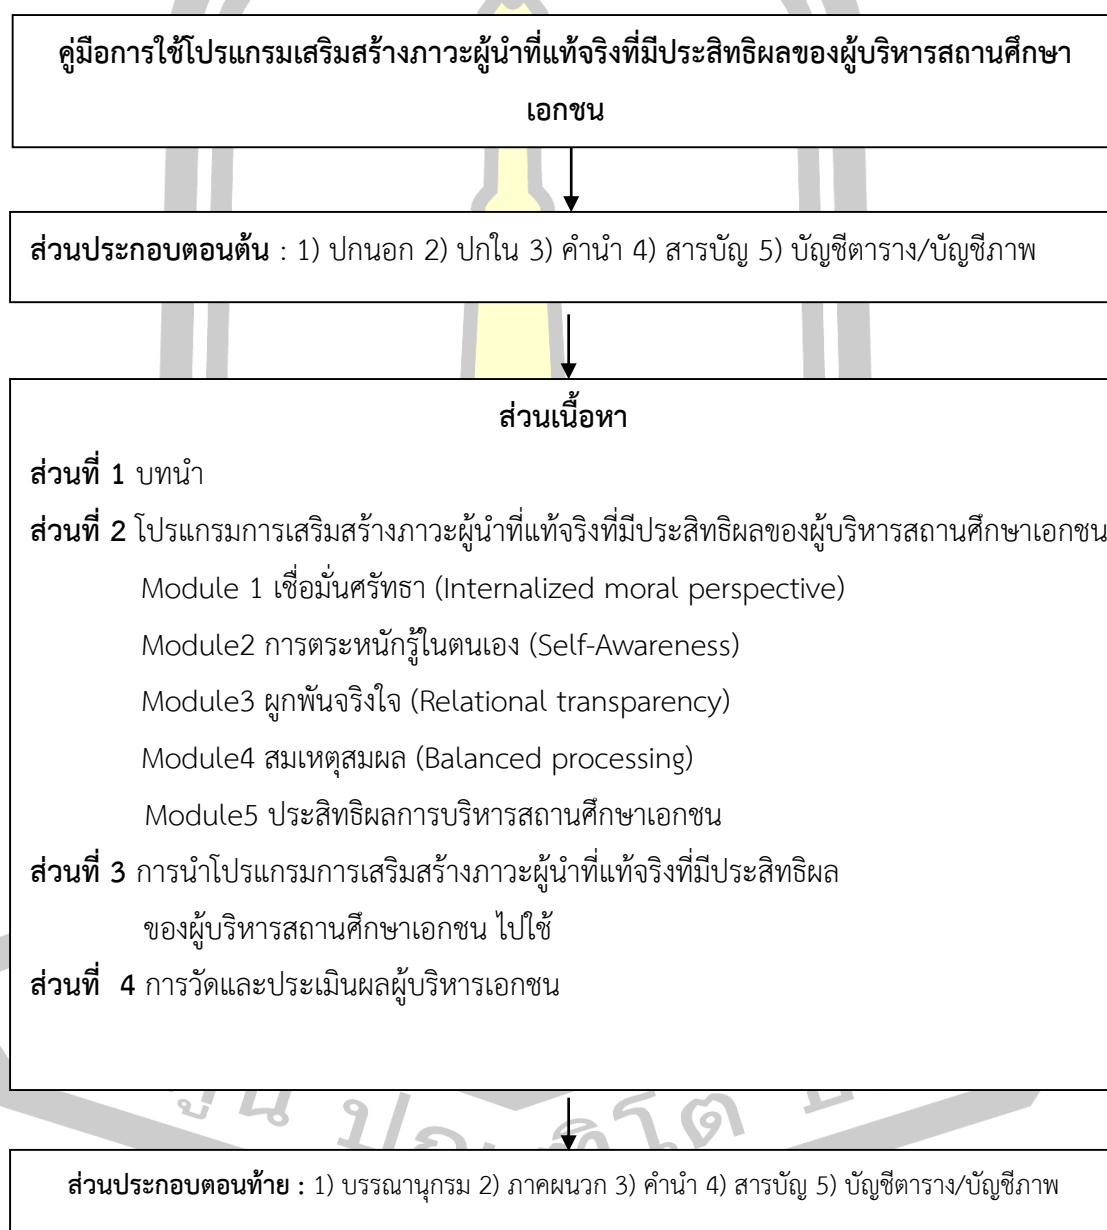 คู่มือการใช้โปรแกรมเสริมสร้างภาวะผู้นำที่แท้จริงที่มีประสิทธิผลของผู้บริหารสถานศึกษา
เอกชน
ส่วนประกอบตอนต้น : 1) ปกนอก 2) ปกใน 3) คำนำ 4) สารบัญ 5) บัญชีตาราง/บัญชีภาพ
ส่วนเนื้อหา
ส่วนที่ 1 บทนำ
ส่วนที่ 2 โปรแกรมการเสริมสร้างภาวะผู้นำที่แท้จริงที่มีประสิทธิผลของผู้บริหารสถานศึกษาเอกชน
Module 1 เชื่อมั่นศรัทธา (Internalized moral perspective)
Module2 การตระหนักรู้ในตนเอง (Self-Awareness)
Module3 ผูกพันจริงใจ (Relational transparency)
Module4 สมเหตุสมผล (Balanced processing)
Module5 ประสิทธิผลการบริหารสถานศึกษาเอกชน
ส่วนที่ 3 การนำโปรแกรมการเสริมสร้างภาวะผู้นำที่แท้จริงที่มีประสิทธิผล
ของผู้บริหารสถานศึกษาเอกชน ไปใช้
ส่วนที่ 4 การวัดและประเมินผลผู้บริหารเอกชน
ส่วนประกอบตอนท้าย : 1) บรรณานุกรม 2) ภาคผนวก 3) คำนำ 4) สารบัญ 5) บัญชีตาราง/บัญชีภาพ